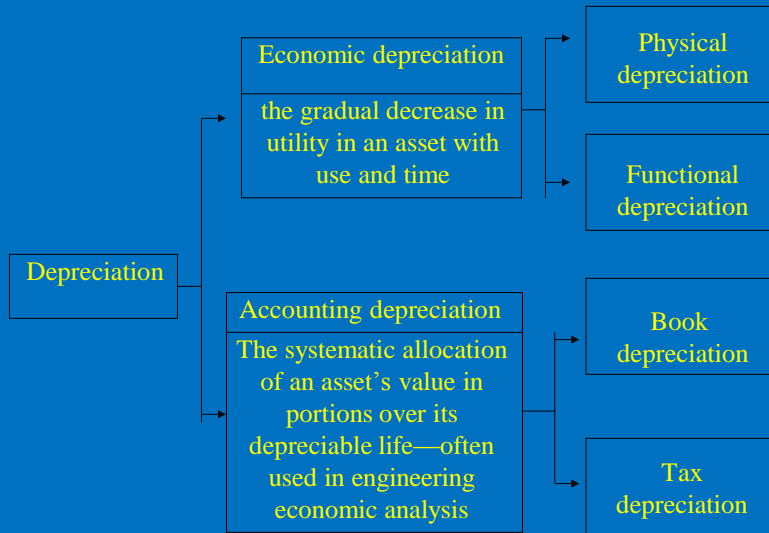 Depreciation
Economic depreciation
the gradual decrease in
utility in an asset with
use and time
Physical
depreciation
Functional
depreciation
Accounting depreciation
The systematic allocation
of an asset’s value in
portions over its
depreciable life—often
used in engineering
economic analysis
Book
depreciation
Tax
depreciation